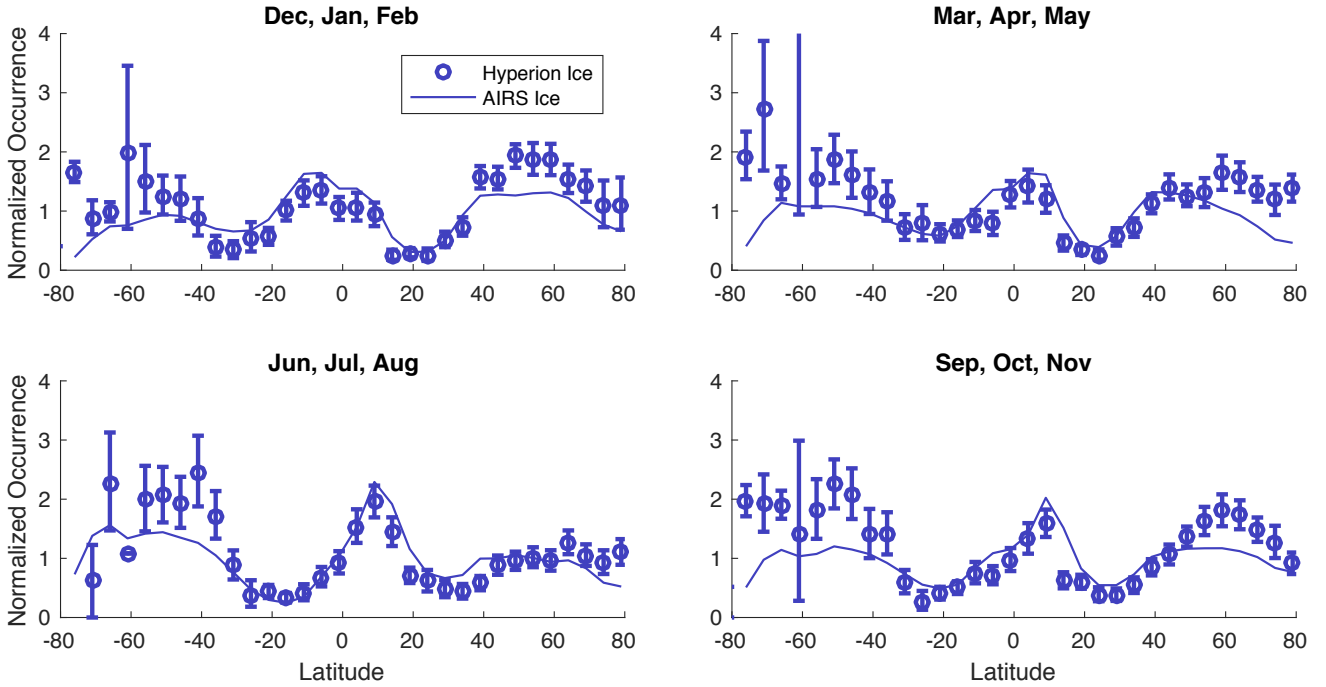 Dec, Jan, Feb
Normalized Occurrence
4
3
2
1
0
Hyperion Ice
AIRS Ice
-80 -60 -40 -20 0 20 40 60 80
Mar, Apr, May
4
3
2
1
0
-80 -60 -40 -20 0 20 40 60 80
Jun, Jul, Aug
Normalized Occurrence
4
3
2
1
0
-80 -60 -40 -20 0 20 40 60 80
Latitude
Sep, Oct, Nov
4
3
2
1
0
-80 -60 -40 -20 0 20 40 60 80
Latitude